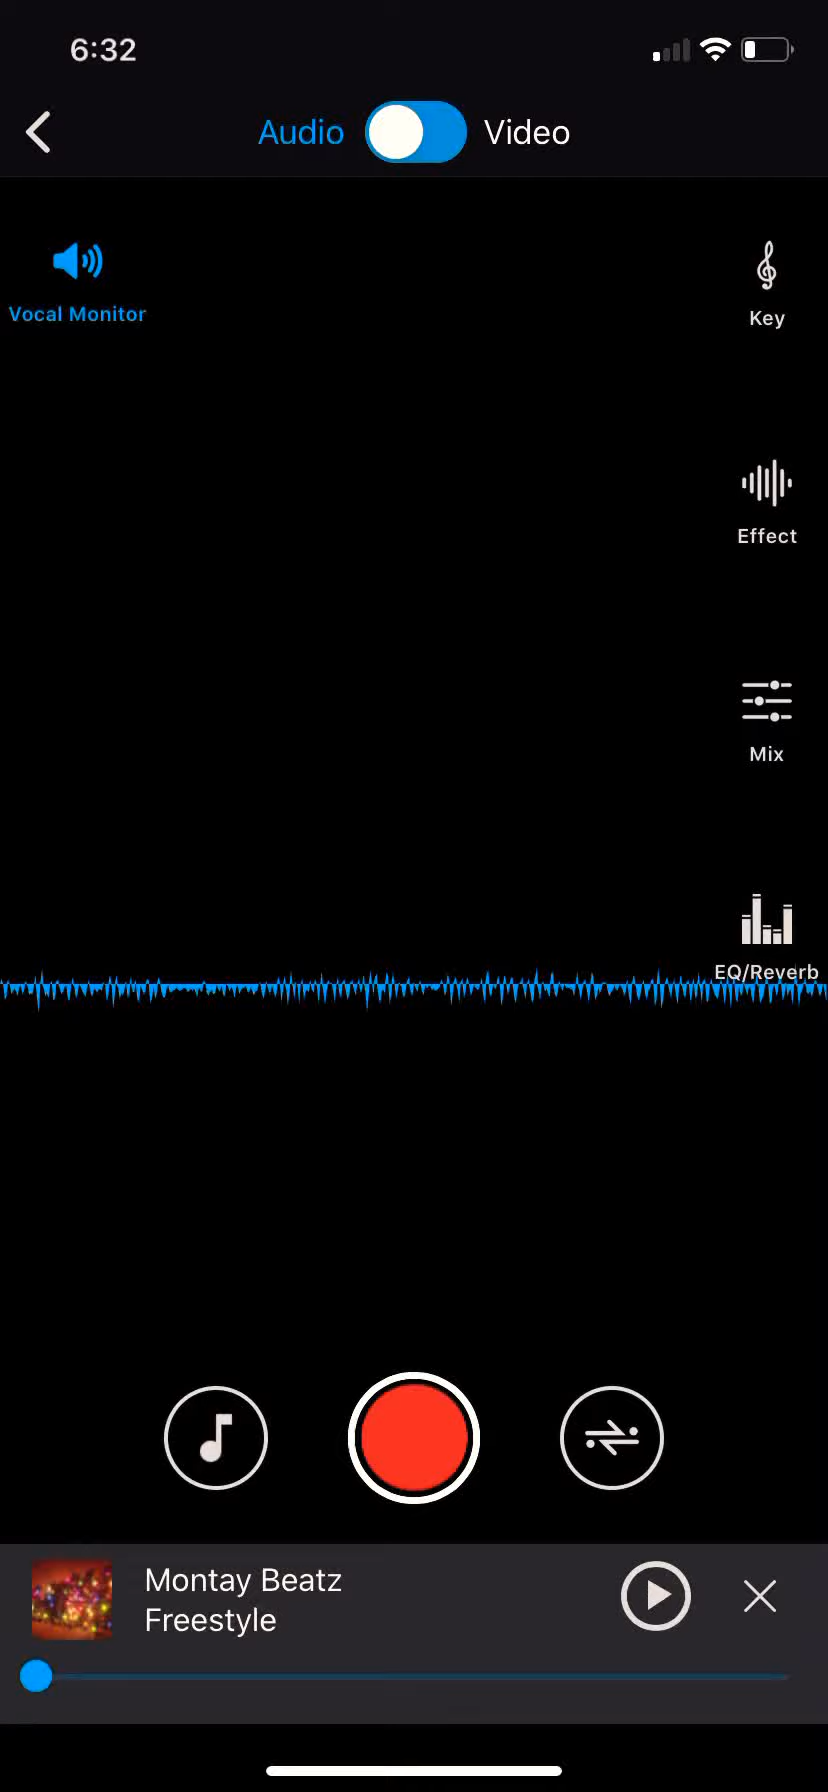 6:32
Audio
Video
Vocal Monitor
Key
Effect
Mix
EQ/Reverb
Montay Beatz
Freestyle